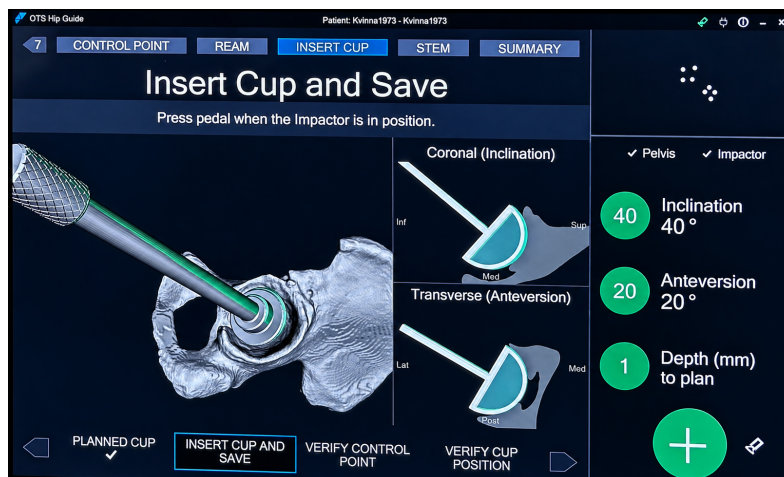 OTS Hip Guide
Patient: Kvinna1973 - Kvinna1973
7
CONTROL POINT
REAM
INSERT CUP
STEM
SUMMARY
Insert Cup and Save
Press pedal when the Impactor is in position.
Coronal (Inclination)
Inf
Sup
Med
Transverse (Anteversion)
Lat
Med
Post
Pelvis
Impactor
40
Inclination
40°
20
Anteversion
20°
1
Depth (mm)
to plan
PLANNED CUP
INSERT CUP AND
SAVE
VERIFY CONTROL
POINT
VERIFY CUP
POSITION